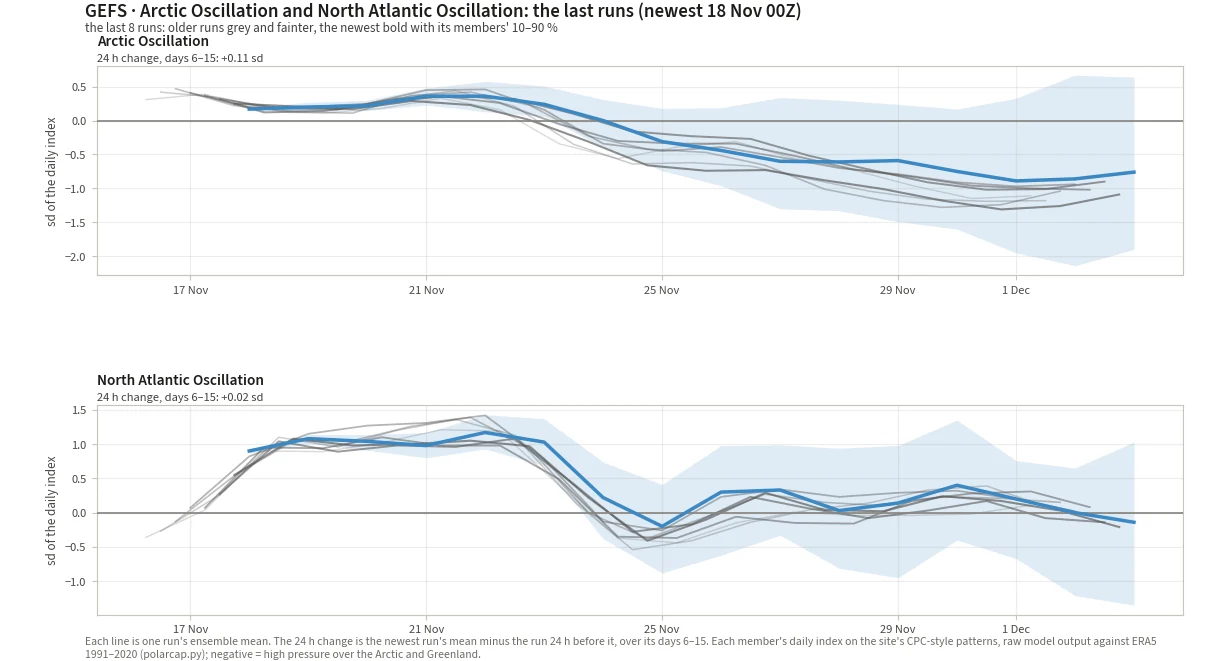 GEFS · Arctic Oscillation and North Atlantic Oscillation: the last runs (newest 18 Nov 00Z)
the last 8 runs: older runs grey and fainter, the newest bold with its members' 10–90 %
Arctic Oscillation
24 h change, days 6–15: +0.11 sd
sd of the daily index
0.5
0.0
−0.5
−1.0
−1.5
−2.0
17 Nov
21 Nov
25 Nov
29 Nov
1 Dec
North Atlantic Oscillation
24 h change, days 6–15: +0.02 sd
sd of the daily index
1.5
1.0
0.5
0.0
−0.5
−1.0
17 Nov
21 Nov
25 Nov
29 Nov
1 Dec
Each line is one run's ensemble mean. The 24 h change is the newest run's mean minus the run 24 h before it, over its days 6–15. Each member's daily index on the site's CPC-style patterns, raw model output against ERA5
1991–2020 (polarcap.py); negative = high pressure over the Arctic and Greenland.